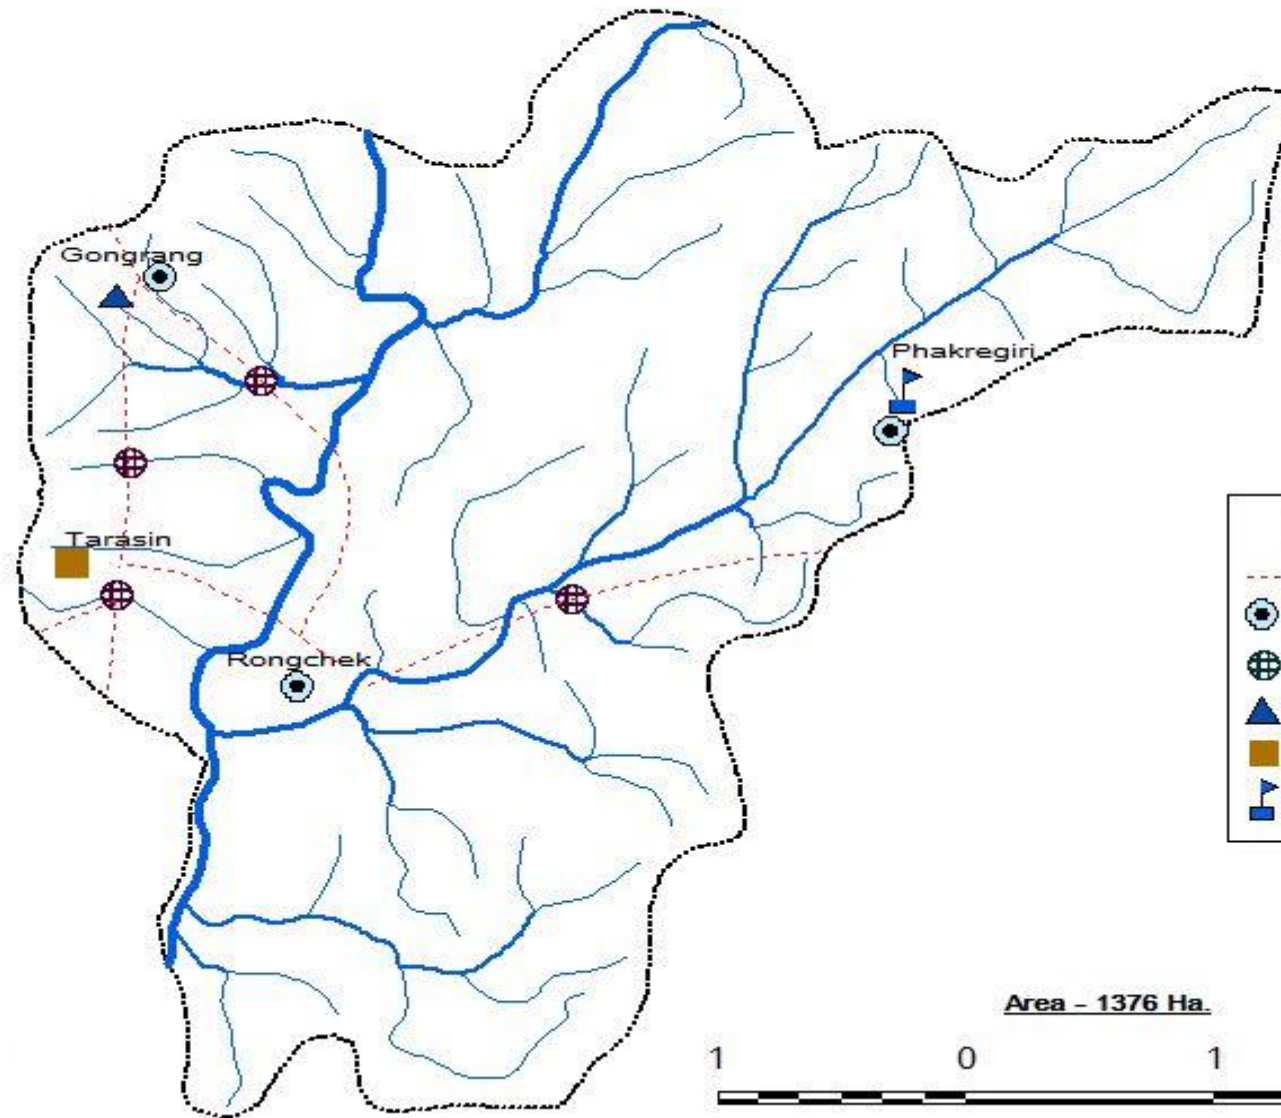 Gongrang
Phakregiri
Tarasin
Rongchek
Area - 1376 Ha.
1 0 1